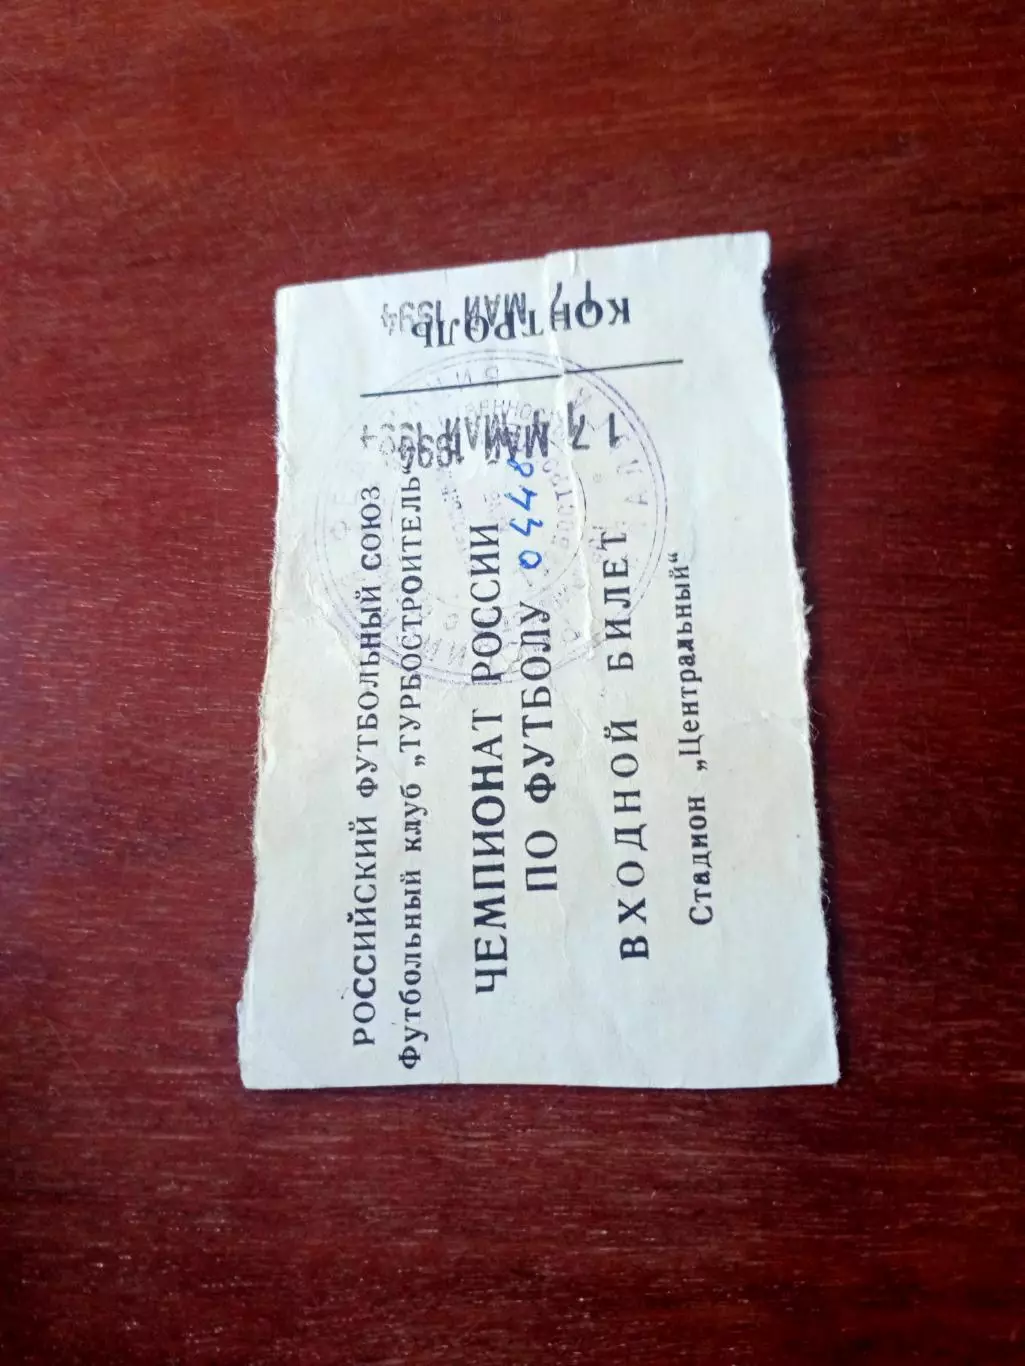 РОССИЙСКИЙ ФУТБОЛЬНЫЙ СОЮЗ
Футбольный клуб „ТУРБОСТРОИТЕЛЬ“
ЧЕМПИОНАТ РОССИИ
ПО ФУТБОЛУ 0448
ВХОДНОЙ БИЛЕТ
Стадион „Центральный“
17 МАЙ 1994
КОНТРОЛЬ
17 МАЙ 1994